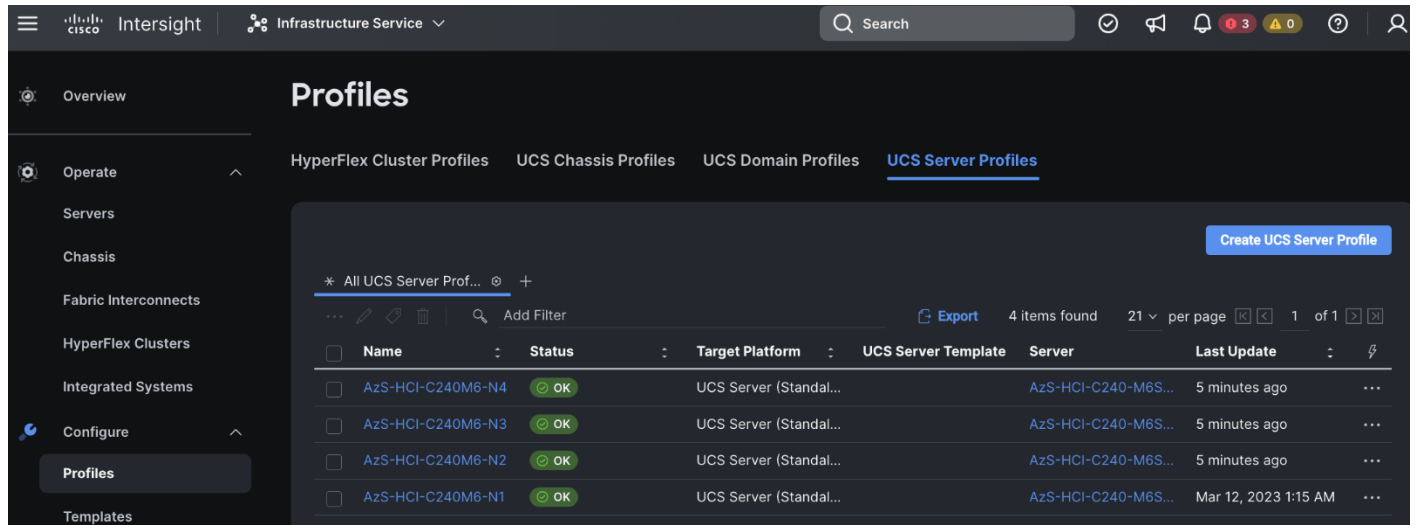 cisco Intersight Infrastructure Service Search 3 0
Overview
Profiles
Operate
HyperFlex Cluster Profiles UCS Chassis Profiles UCS Domain Profiles UCS Server Profiles
Servers
Create UCS Server Profile
Chassis
All UCS Server Prof... +
Fabric Interconnects
Add Filter Export 4 items found 21 per page 1 of 1
HyperFlex Clusters
Name Status Target Platform UCS Server Template Server Last Update
Integrated Systems
AzS-HCI-C240M6-N4 OK UCS Server (Standal... AzS-HCI-C240-M6S... 5 minutes ago ...
Configure
AzS-HCI-C240M6-N3 OK UCS Server (Standal... AzS-HCI-C240-M6S... 5 minutes ago ...
Profiles
AzS-HCI-C240M6-N2 OK UCS Server (Standal... AzS-HCI-C240-M6S... 5 minutes ago ...
AzS-HCI-C240M6-N1 OK UCS Server (Standal... AzS-HCI-C240-M6S... Mar 12, 2023 1:15 AM ...
Templates